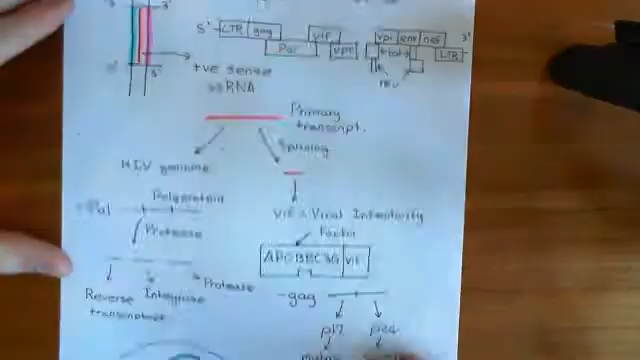 3'
5' LTR gag vif vpi env nef 3'
Pol vpr tat LTR
rev
5'
+ve sense
ssRNA
Primary
transcript.
Splicing
HIV genome
Polyprotein
Pol
Vif = Viral Infectivity
Factor
Protease
APOBEC3G Vif
Protease
Reverse Integrase
transcriptase
-gag
p17 p24
matrix